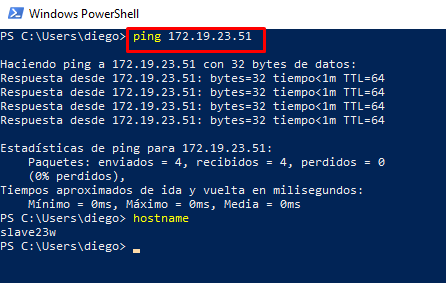 Windows PowerShell
PS C:\Users\diego> ping 172.19.23.51
Haciendo ping a 172.19.23.51 con 32 bytes de datos:
Respuesta desde 172.19.23.51: bytes=32 tiempo<1m TTL=64
Respuesta desde 172.19.23.51: bytes=32 tiempo<1m TTL=64
Respuesta desde 172.19.23.51: bytes=32 tiempo<1m TTL=64
Respuesta desde 172.19.23.51: bytes=32 tiempo<1m TTL=64
Estadísticas de ping para 172.19.23.51:
Paquetes: enviados = 4, recibidos = 4, perdidos = 0
(0% perdidos),
Tiempos aproximados de ida y vuelta en milisegundos:
Mínimo = 0ms, Máximo = 0ms, Media = 0ms
PS C:\Users\diego> hostname
slave23w
PS C:\Users\diego>